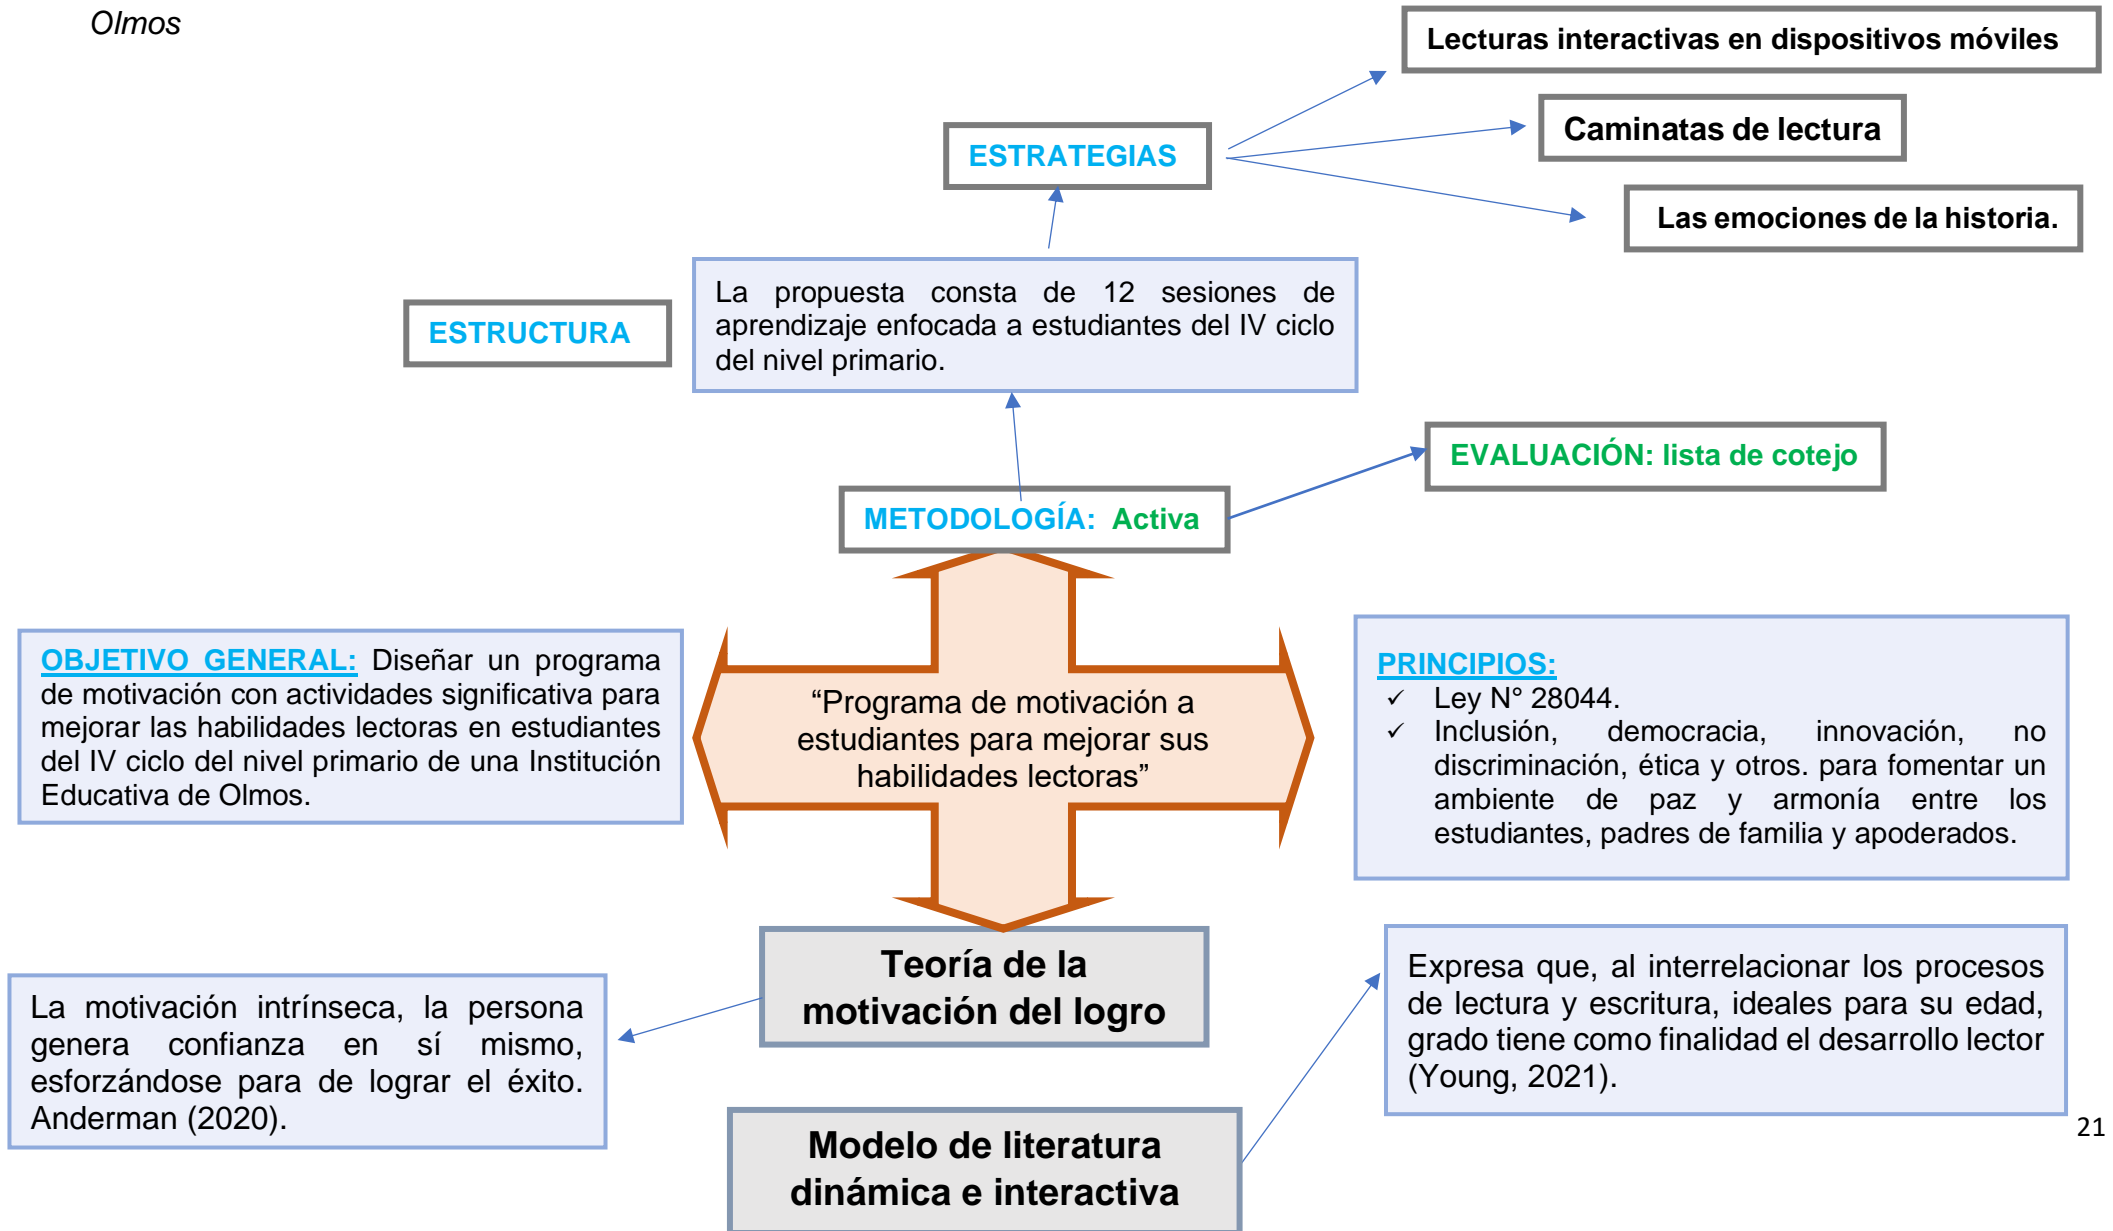 Olmos
Lecturas interactivas en dispositivos móviles
Caminatas de lectura
ESTRATEGIAS
Las emociones de la historia.
ESTRUCTURA
La propuesta consta de 12 sesiones de
aprendizaje enfocada a estudiantes del IV ciclo
del nivel primario.
EVALUACIÓN: lista de cotejo
METODOLOGÍA: Activa
OBJETIVO GENERAL: Diseñar un programa
de motivación con actividades significativa para
mejorar las habilidades lectoras en estudiantes
del IV ciclo del nivel primario de una Institución
Educativa de Olmos.
“Programa de motivación a
estudiantes para mejorar sus
habilidades lectoras”
PRINCIPIOS:
✓ Ley N° 28044.
✓ Inclusión, democracia, innovación, no
discriminación, ética y otros. para fomentar un
ambiente de paz y armonía entre los
estudiantes, padres de familia y apoderados.
Teoría de la
motivación del logro
La motivación intrínseca, la persona
genera confianza en sí mismo,
esforzándose para de lograr el éxito.
Anderman (2020).
Expresa que, al interrelacionar los procesos
de lectura y escritura, ideales para su edad,
grado tiene como finalidad el desarrollo lector
(Young, 2021).
Modelo de literatura
dinámica e interactiva
21